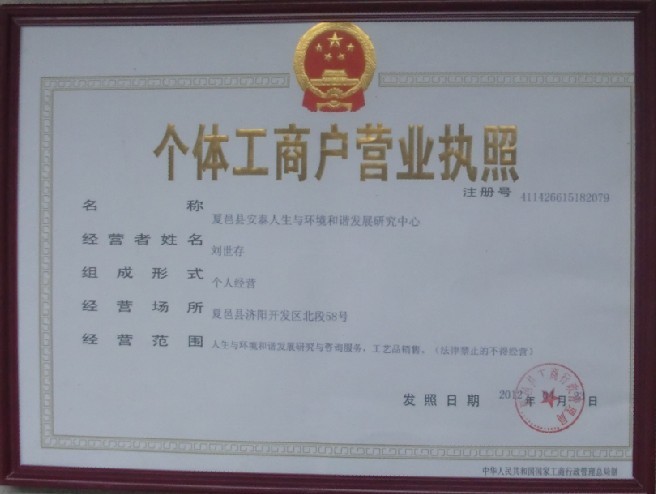 个体工商户营业执照
注册号 411426615182079
名称 夏邑县安泰人生与环境和谐发展研究中心
经营者姓名 刘世存
组成形式 个人经营
经营场所 夏邑县济阳开发区北段58号
经营范围 人生与环境和谐发展研究与咨询服务,工艺品销售。(法律禁止的不得经营)
发照日期 2012年 月 日
中华人民共和国国家工商行政管理总局制